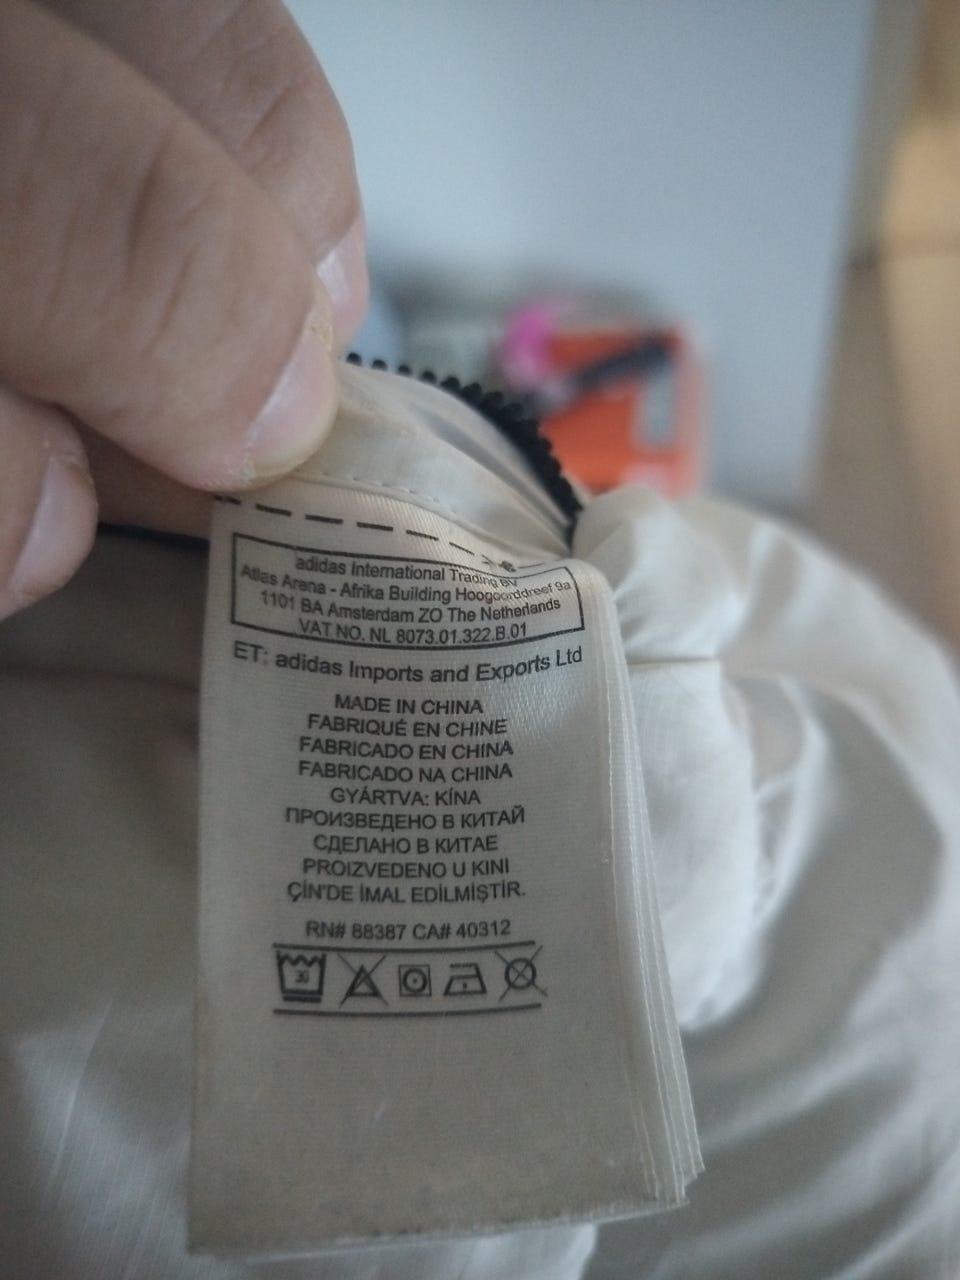 adidas International Trading BV
Atlas Arena - Afrika Building Hoogoorddreef 9a
1101 BA Amsterdam ZO The Netherlands
VAT NO. NL 8073.01.322.B.01
ET: adidas Imports and Exports Ltd
MADE IN CHINA
FABRIQUÉ EN CHINE
FABRICADO EN CHINA
FABRICADO NA CHINA
GYÁRTVA: KÍNA
ПРОИЗВЕДЕНО В КИТАЙ
СДЕЛАНО В КИТАЕ
PROIZVEDENO U KINI
ÇİN'DE İMAL EDİLMİŞTİR.
RN# 88387 CA# 40312
30